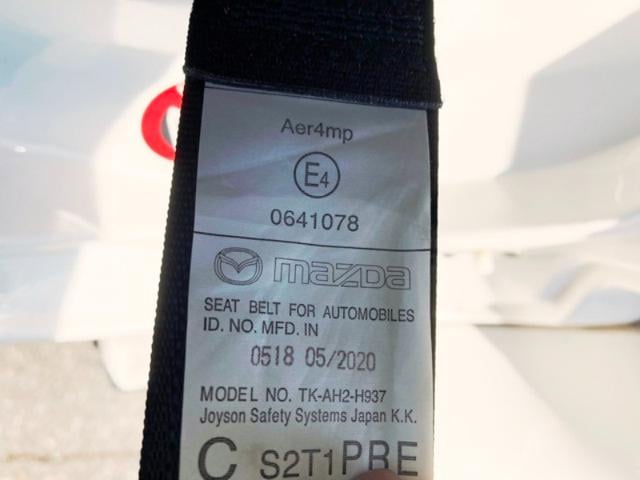 Aer4mp
E4
0641078
mazda
SEAT BELT FOR AUTOMOBILES
ID. NO. MFD. IN
0518 05/2020
MODEL NO. TK-AH2-H937
Joyson Safety Systems Japan K.K.
C S2T1PRE